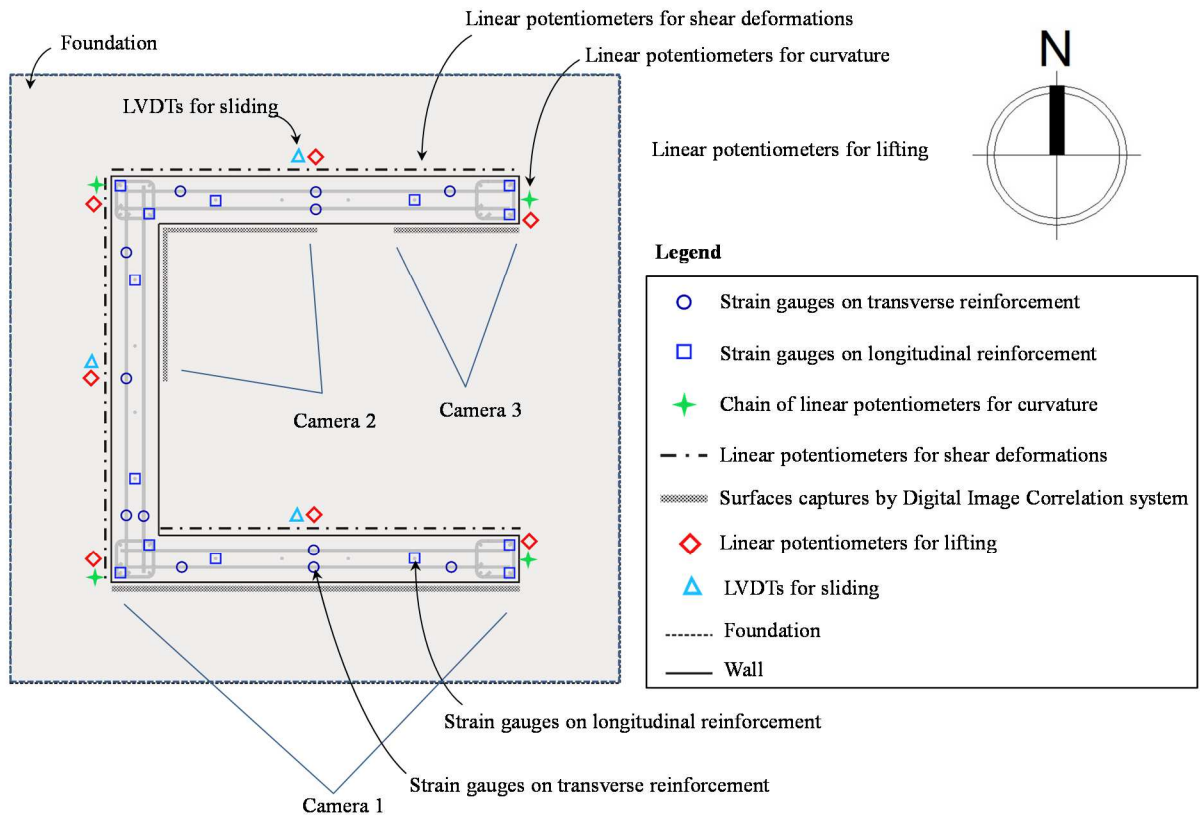 Linear potentiometers for shear deformations
Foundation
Linear potentiometers for curvature
N
LVDTs for sliding
Linear potentiometers for lifting
Legend
Strain gauges on transverse reinforcement
Strain gauges on longitudinal reinforcement
Chain of linear potentiometers for curvature
Linear potentiometers for shear deformations
Surfaces captures by Digital Image Correlation system
Linear potentiometers for lifting
LVDTs for sliding
Foundation
Wall
Camera 2
Camera 3
Strain gauges on longitudinal reinforcement
Strain gauges on transverse reinforcement
Camera 1